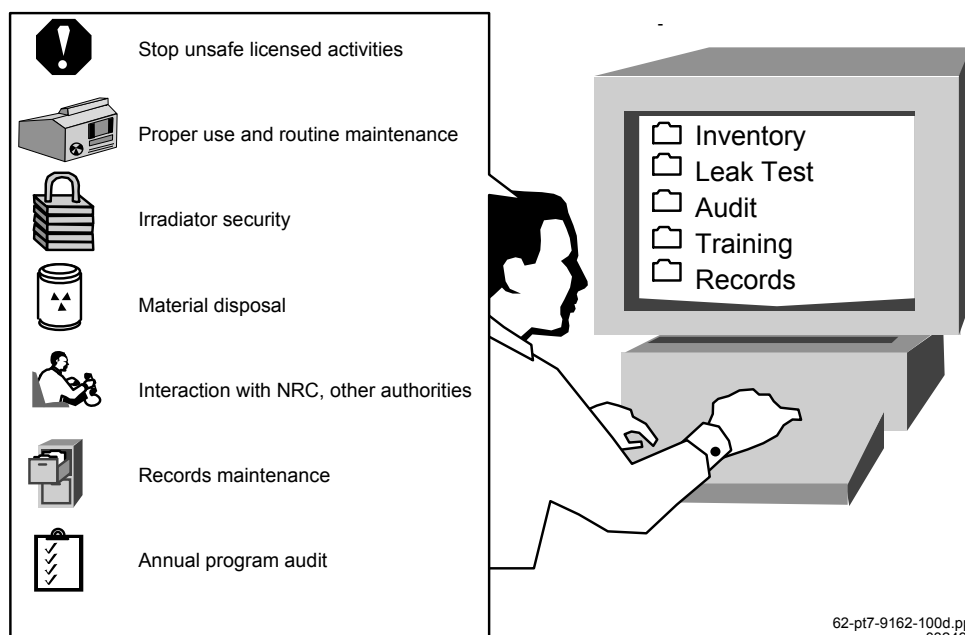 Stop unsafe licensed activities
Proper use and routine maintenance
Irradiator security
Material disposal
Interaction with NRC, other authorities
Records maintenance
Annual program audit
Inventory
Leak Test
Audit
Training
Records
62-pt7-9162-100d.pp